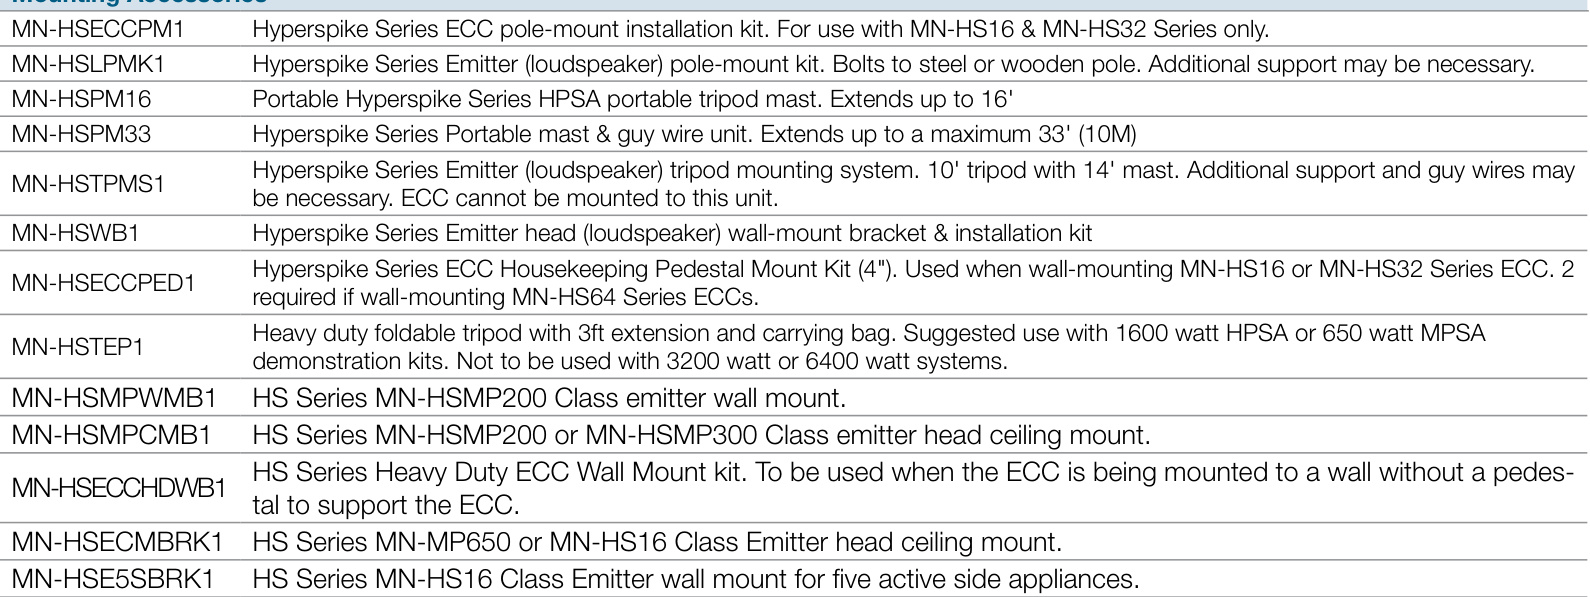 Mounting Accessories
MN-HSECCPM1 Hyperspike Series ECC pole-mount installation kit. For use with MN-HS16 & MN-HS32 Series only.
MN-HSLPMK1 Hyperspike Series Emitter (loudspeaker) pole-mount kit. Bolts to steel or wooden pole. Additional support may be necessary.
MN-HSPM16 Portable Hyperspike Series HPSA portable tripod mast. Extends up to 16'
MN-HSPM33 Hyperspike Series Portable mast & guy wire unit. Extends up to a maximum 33' (10M)
MN-HSTPMS1 Hyperspike Series Emitter (loudspeaker) tripod mounting system. 10' tripod with 14' mast. Additional support and guy wires may
be necessary. ECC cannot be mounted to this unit.
MN-HSWB1 Hyperspike Series Emitter head (loudspeaker) wall-mount bracket & installation kit
MN-HSECCPED1 Hyperspike Series ECC Housekeeping Pedestal Mount Kit (4"). Used when wall-mounting MN-HS16 or MN-HS32 Series ECC. 2
required if wall-mounting MN-HS64 Series ECCs.
MN-HSTEP1 Heavy duty foldable tripod with 3ft extension and carrying bag. Suggested use with 1600 watt HPSA or 650 watt MPSA
demonstration kits. Not to be used with 3200 watt or 6400 watt systems.
MN-HSMPWMB1 HS Series MN-HSMP200 Class emitter wall mount.
MN-HSMPCMB1 HS Series MN-HSMP200 or MN-HSMP300 Class emitter head ceiling mount.
MN-HSECCHDWB1 HS Series Heavy Duty ECC Wall Mount kit. To be used when the ECC is being mounted to a wall without a pedes-
tal to support the ECC.
MN-HSECMBRK1 HS Series MN-MP650 or MN-HS16 Class Emitter head ceiling mount.
MN-HSE5SBRK1 HS Series MN-HS16 Class Emitter wall mount for five active side appliances.